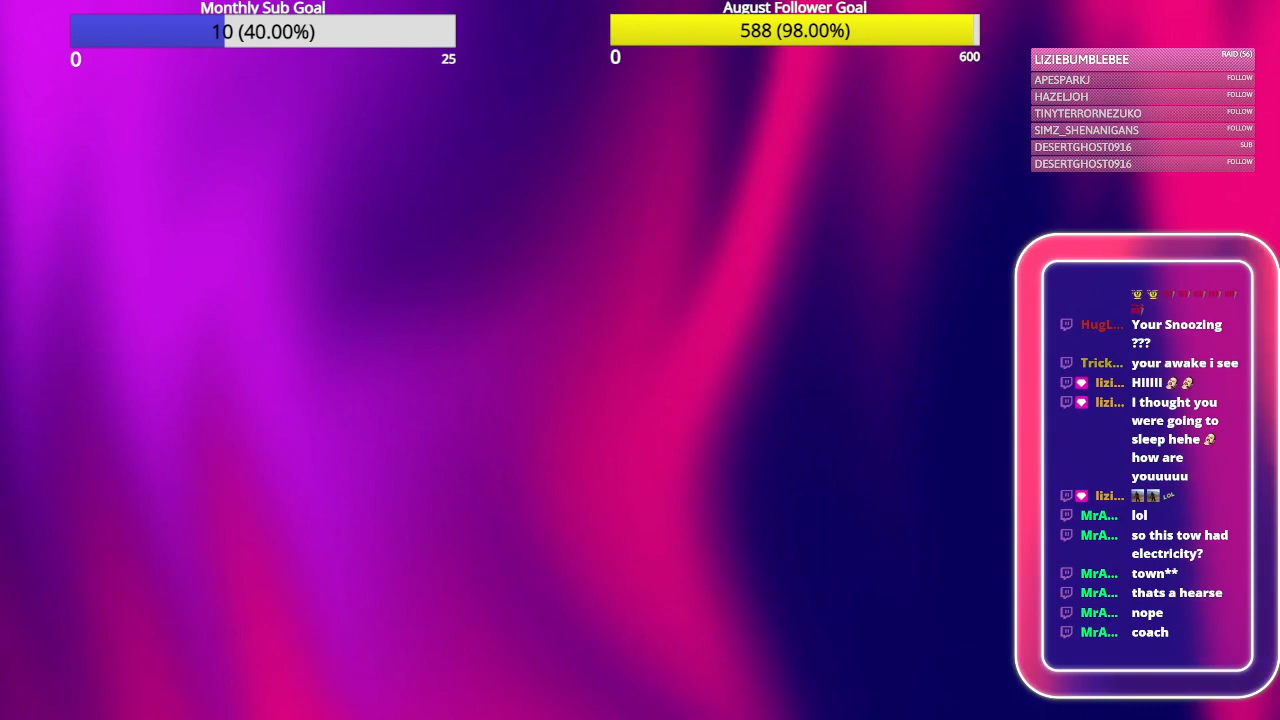 Monthly Sub Goal
10 (40.00%)
0
25
August Follower Goal
588 (98.00%)
0
600
LIZIEBUMBLEBEE RAID (56)
APESPARKJ FOLLOW
HAZELJOH FOLLOW
TINYTERRORNEZUKO FOLLOW
SIMZ_SHENANIGANS FOLLOW
DESERTGHOST0916 SUB
DESERTGHOST0916 FOLLOW
HugL... Your Snoozing
???
Trick... your awake i see
lizi... HIIIII
lizi... I thought you
were going to
sleep hehe
how are
youuuuu
lizi... LOL
MrA... lol
MrA... so this tow had
electricity?
MrA... town**
MrA... thats a hearse
MrA... nope
MrA... coach